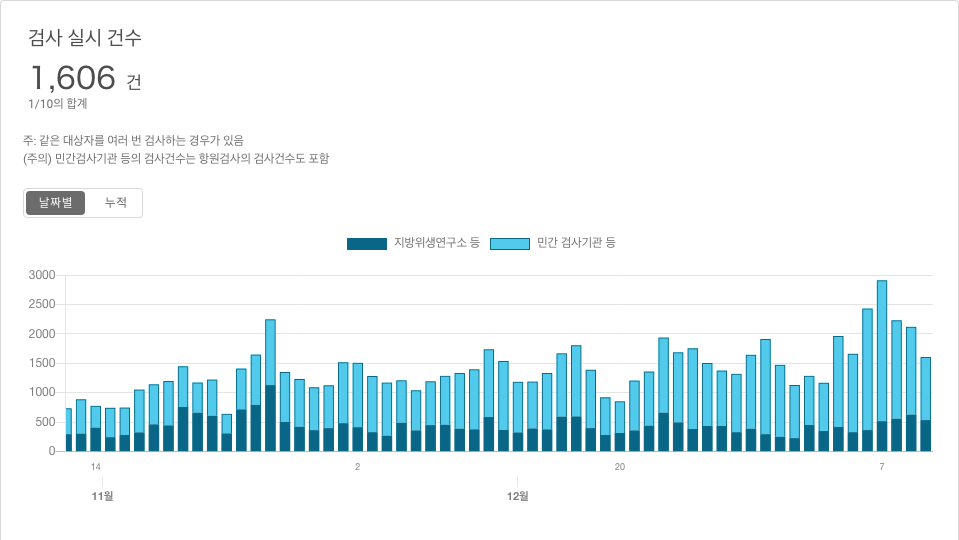 검사 실시 건수
1,606 건
1/10의 합계
주: 같은 대상자를 여러 번 검사하는 경우가 있음
(주의) 민간검사기관 등의 검사건수는 항원검사의 검사건수도 포함
날짜별 누적
지방위생연구소 등 민간 검사기관 등
3000
2500
2000
1500
1000
500
0
14 2 20 7
11월 12월